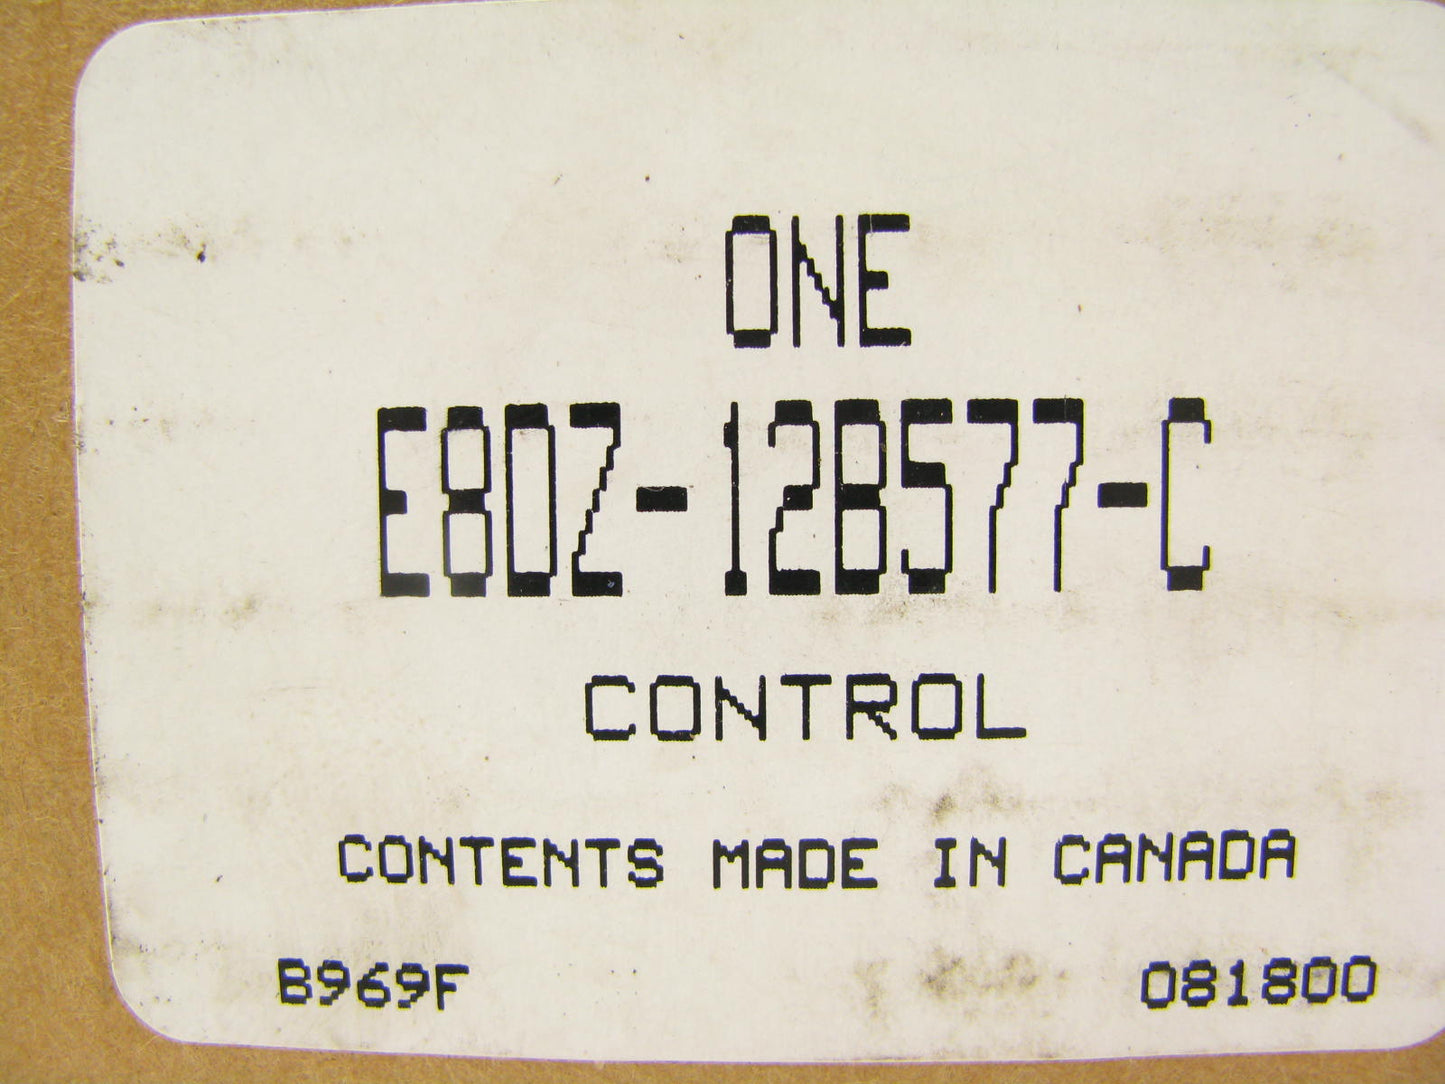 ONE
E8DZ-12B577-C
CONTROL
CONTENTS MADE IN CANADA
B969F 081800